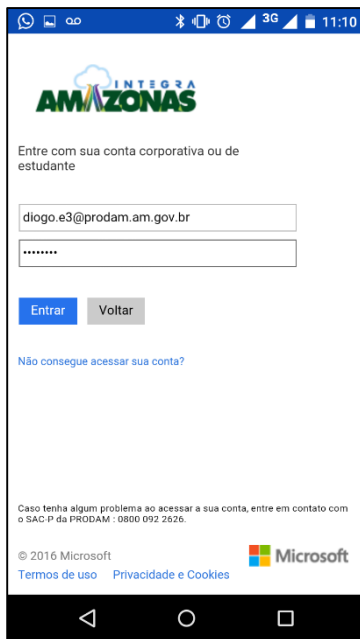 3G 11:10
INTEGRA
AMAZONAS
Entre com sua conta corporativa ou de
estudante
diogo.e3@prodam.am.gov.br
••••••••
Entrar Voltar
Não consegue acessar sua conta?
Caso tenha algum problema ao acessar a sua conta, entre em contato com
o SAC-P da PRODAM : 0800 092 2626.
© 2016 Microsoft Microsoft
Termos de uso Privacidade e Cookies